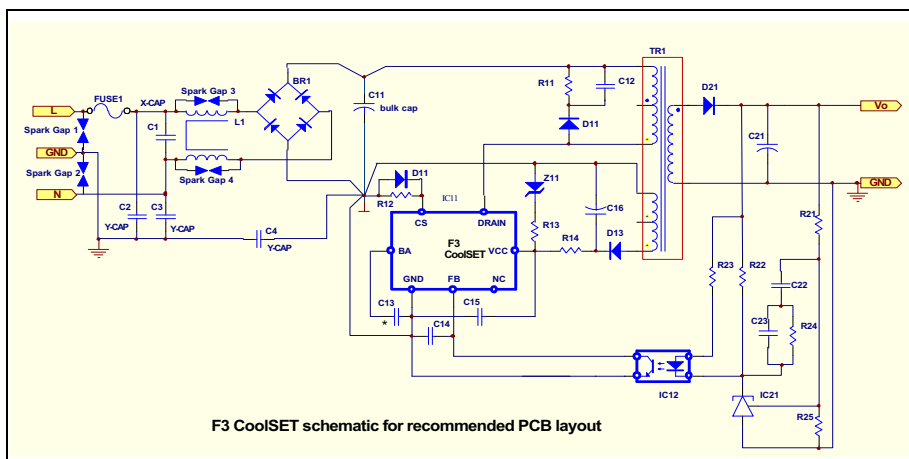 TR1
BR1
R11
C12
D21
Spark Gap 3
C11
bulk cap
FUSE1
X-CAP
L
L1
Vo
Spark Gap 1
C1
D11
C21
GND
Spark Gap 2
Spark Gap 4
N
D11
Z11
GND
R12
IC11
C16
C2
C3
CS
DRAIN
R13
R21
Y-CAP
Y-CAP
C4
Y-CAP
F3
CoolSET
BA
VCC
R14
D13
R23
R22
GND
FB
NC
C22
C13
*
C15
C14
C23
R24
IC12
IC21
R25
F3 CoolSET schematic for recommended PCB layout